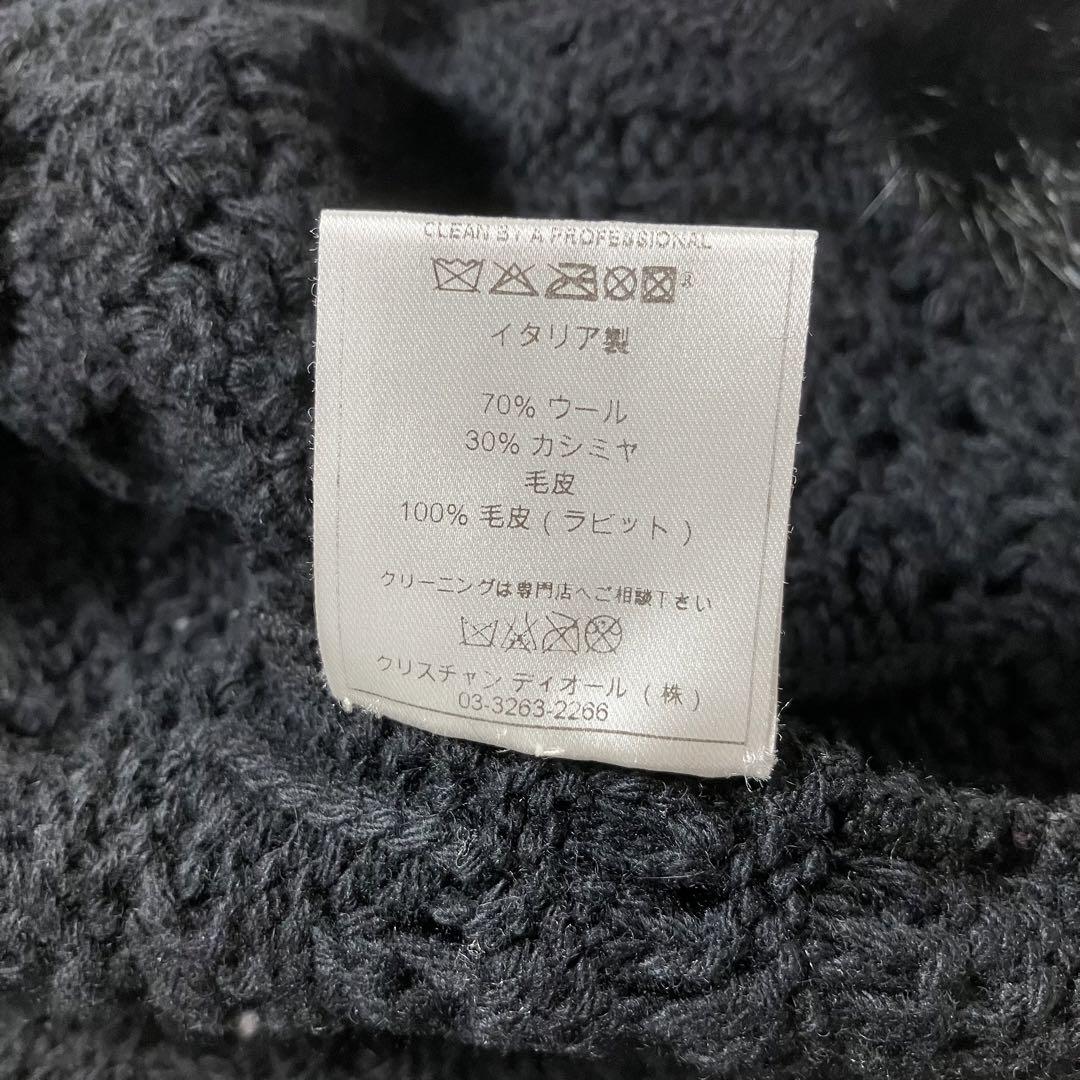 CLEAN BY A PROFESSIONAL
イタリア製
70% ウール
30% カシミヤ
毛皮
100% 毛皮 ( ラビット )
クリーニングは専門店へご相談下さい
クリスチャン ディオール ( 株 )
03-3263-2266